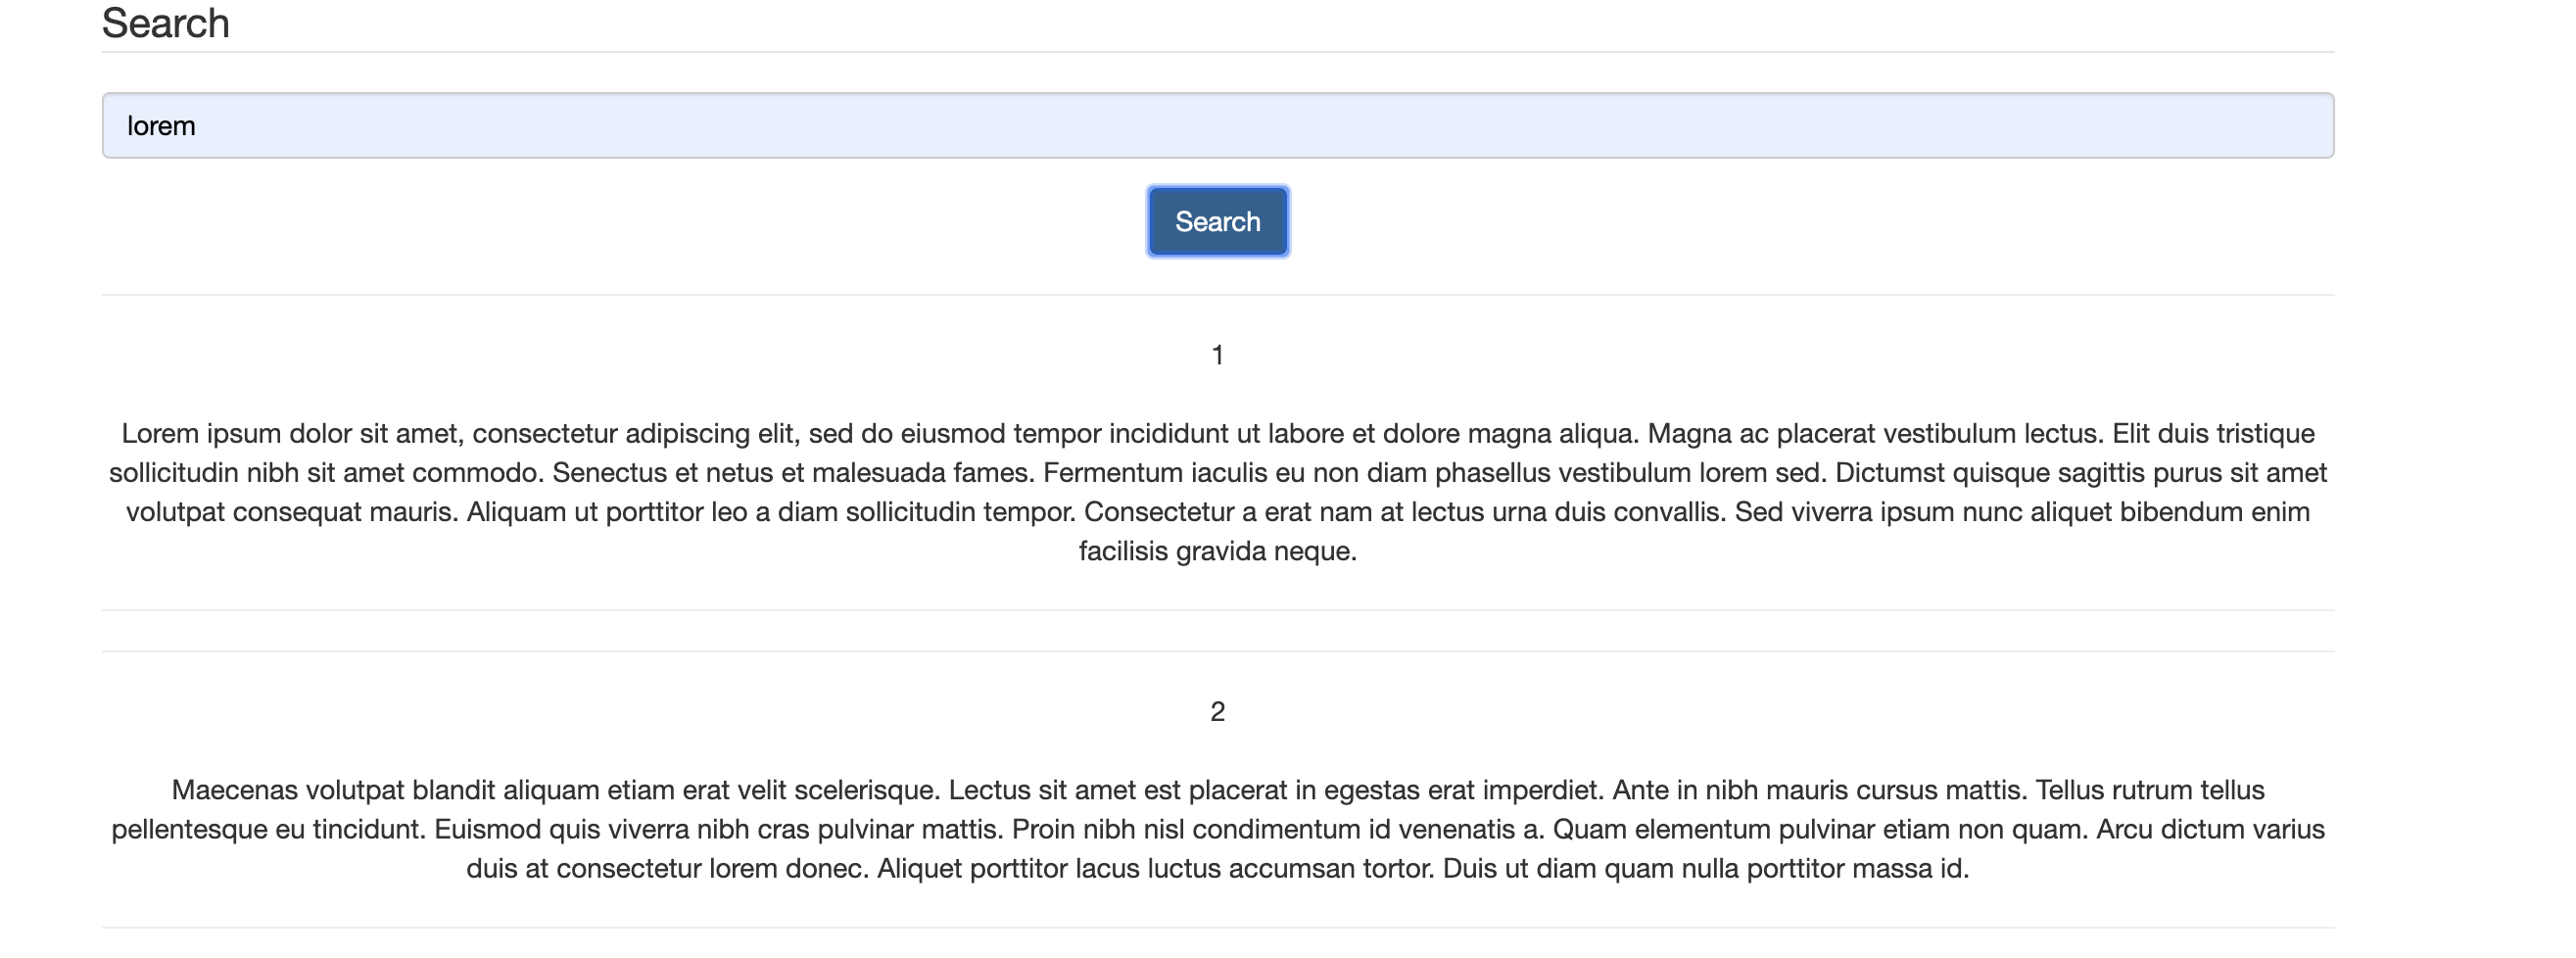 Search
lorem
Search
1
Lorem ipsum dolor sit amet, consectetur adipiscing elit, sed do eiusmod tempor incididunt ut labore et dolore magna aliqua. Magna ac placerat vestibulum lectus. Elit duis tristique
sollicitudin nibh sit amet commodo. Senectus et netus et malesuada fames. Fermentum iaculis eu non diam phasellus vestibulum lorem sed. Dictumst quisque sagittis purus sit amet
volutpat consequat mauris. Aliquam ut porttitor leo a diam sollicitudin tempor. Consectetur a erat nam at lectus urna duis convallis. Sed viverra ipsum nunc aliquet bibendum enim
facilisis gravida neque.
2
Maecenas volutpat blandit aliquam etiam erat velit scelerisque. Lectus sit amet est placerat in egestas erat imperdiet. Ante in nibh mauris cursus mattis. Tellus rutrum tellus
pellentesque eu tincidunt. Euismod quis viverra nibh cras pulvinar mattis. Proin nibh nisl condimentum id venenatis a. Quam elementum pulvinar etiam non quam. Arcu dictum varius
duis at consectetur lorem donec. Aliquet porttitor lacus luctus accumsan tortor. Duis ut diam quam nulla porttitor massa id.